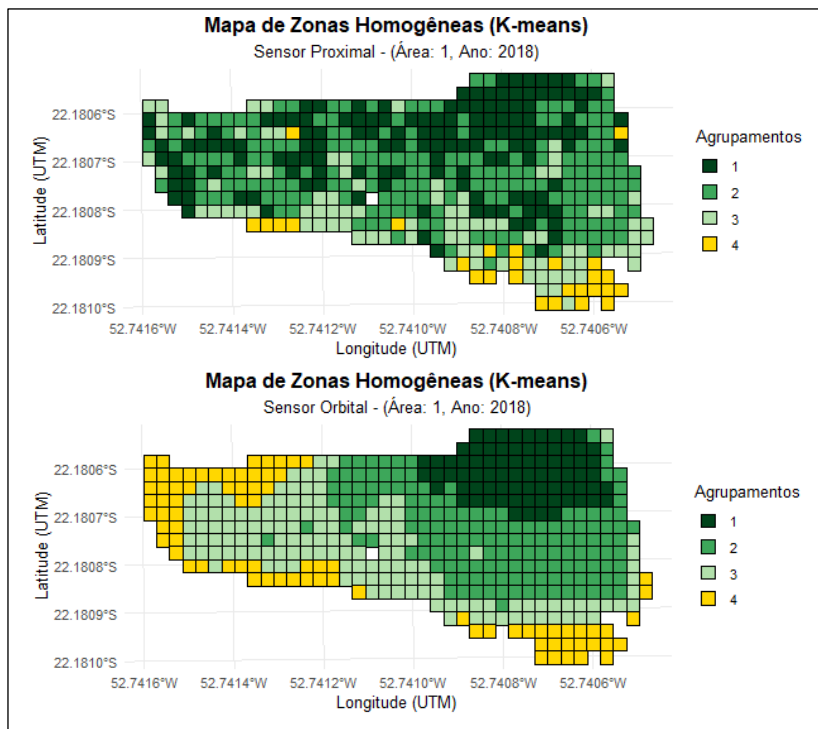 Mapa de Zonas Homogêneas (K-means)
Sensor Proximal - (Área: 1, Ano: 2018)
Latitude (UTM)
22.1806°S
22.1807°S
22.1808°S
22.1809°S
22.1810°S
52.7416°W 52.7414°W 52.7412°W 52.7410°W 52.7408°W 52.7406°W
Longitude (UTM)
Agrupamentos
1
2
3
4
Mapa de Zonas Homogêneas (K-means)
Sensor Orbital - (Área: 1, Ano: 2018)
Latitude (UTM)
22.1806°S
22.1807°S
22.1808°S
22.1809°S
22.1810°S
52.7416°W 52.7414°W 52.7412°W 52.7410°W 52.7408°W 52.7406°W
Longitude (UTM)
Agrupamentos
1
2
3
4